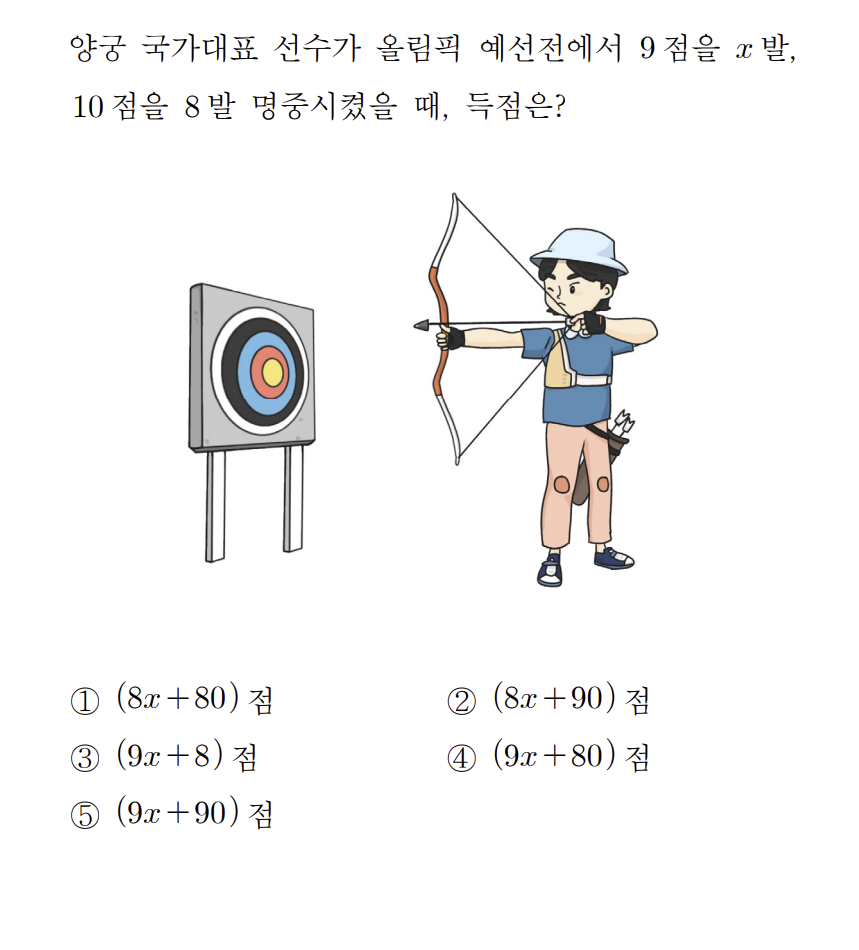 양궁 국가대표 선수가 올림픽 예선전에서 9점을 x발,
10점을 8발 명중시켰을 때, 득점은?
① (8x+80)점 ② (8x+90)점
③ (9x+8)점 ④ (9x+80)점
⑤ (9x+90)점